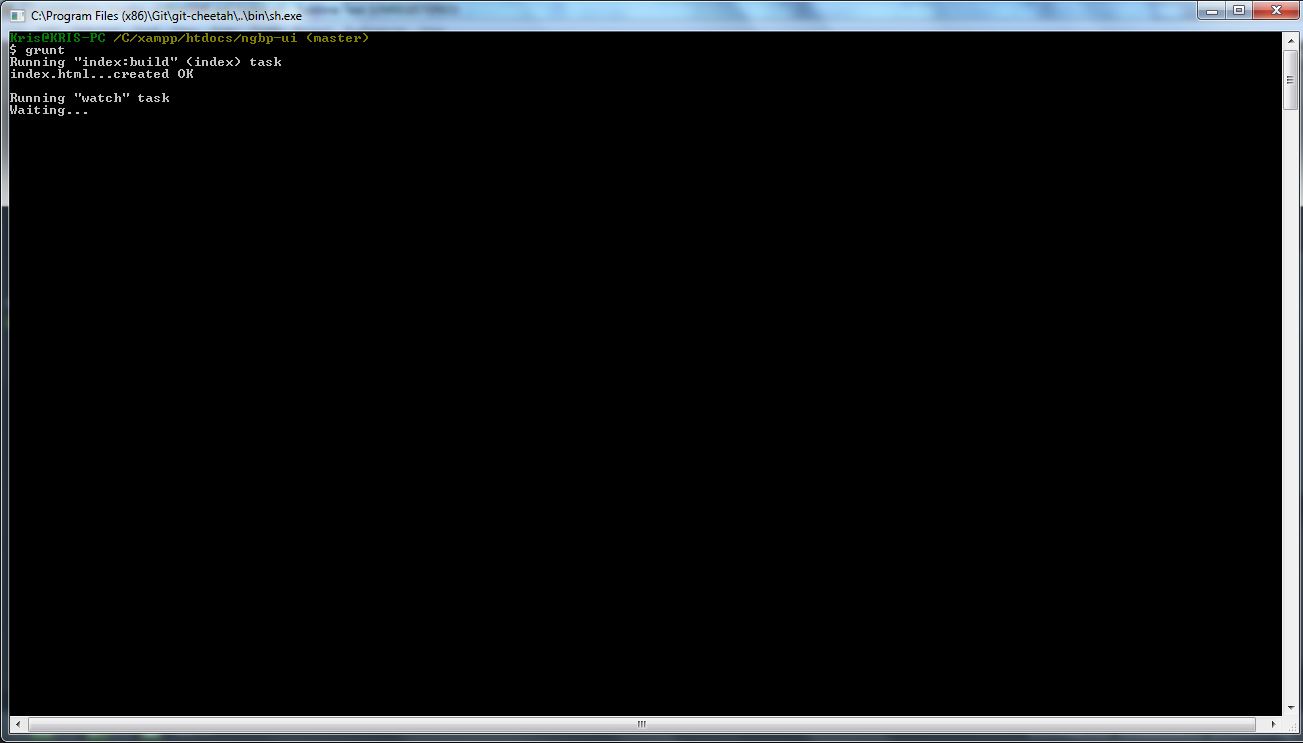 C:\Program Files (x86)\Git\git-cheetah\..\bin\sh.exe
Kris@KRIS-PC /C/xampp/htdocs/ngbp-ui (master)
$ grunt
Running "index:build" (index) task
index.html...created OK
Running "watch" task
Waiting...